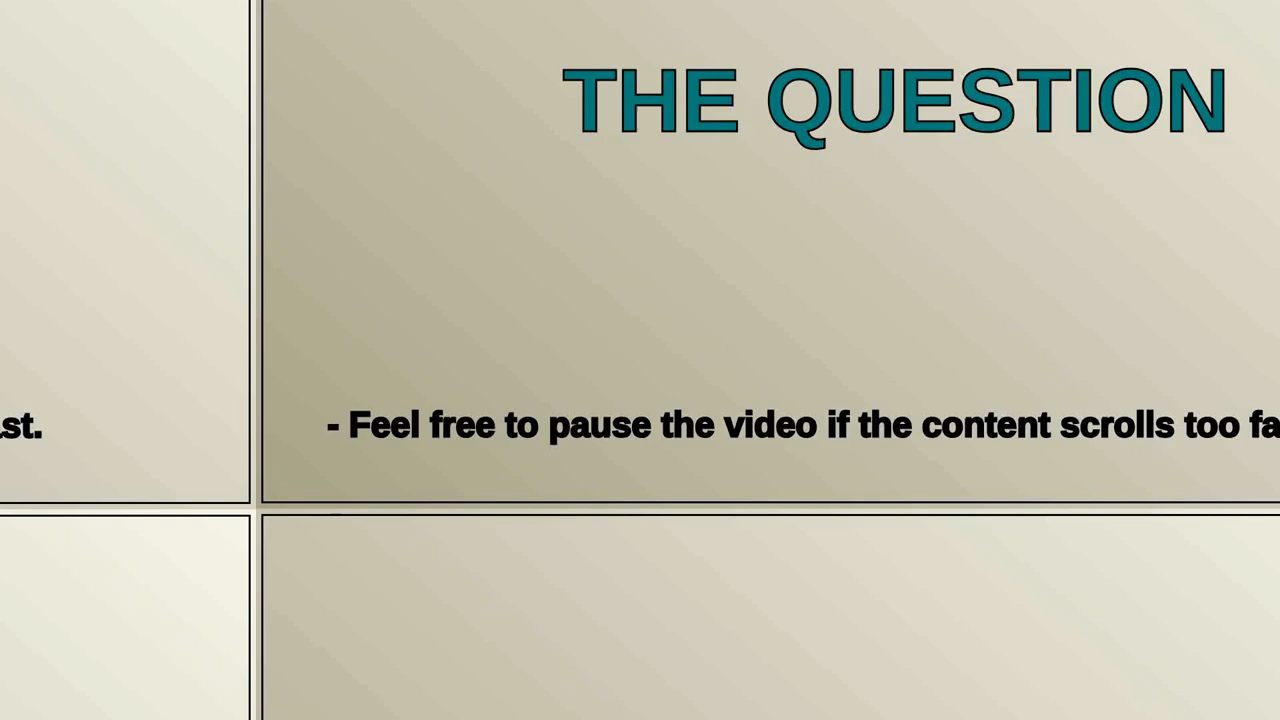 THE QUESTION
st.
- Feel free to pause the video if the content scrolls too fa